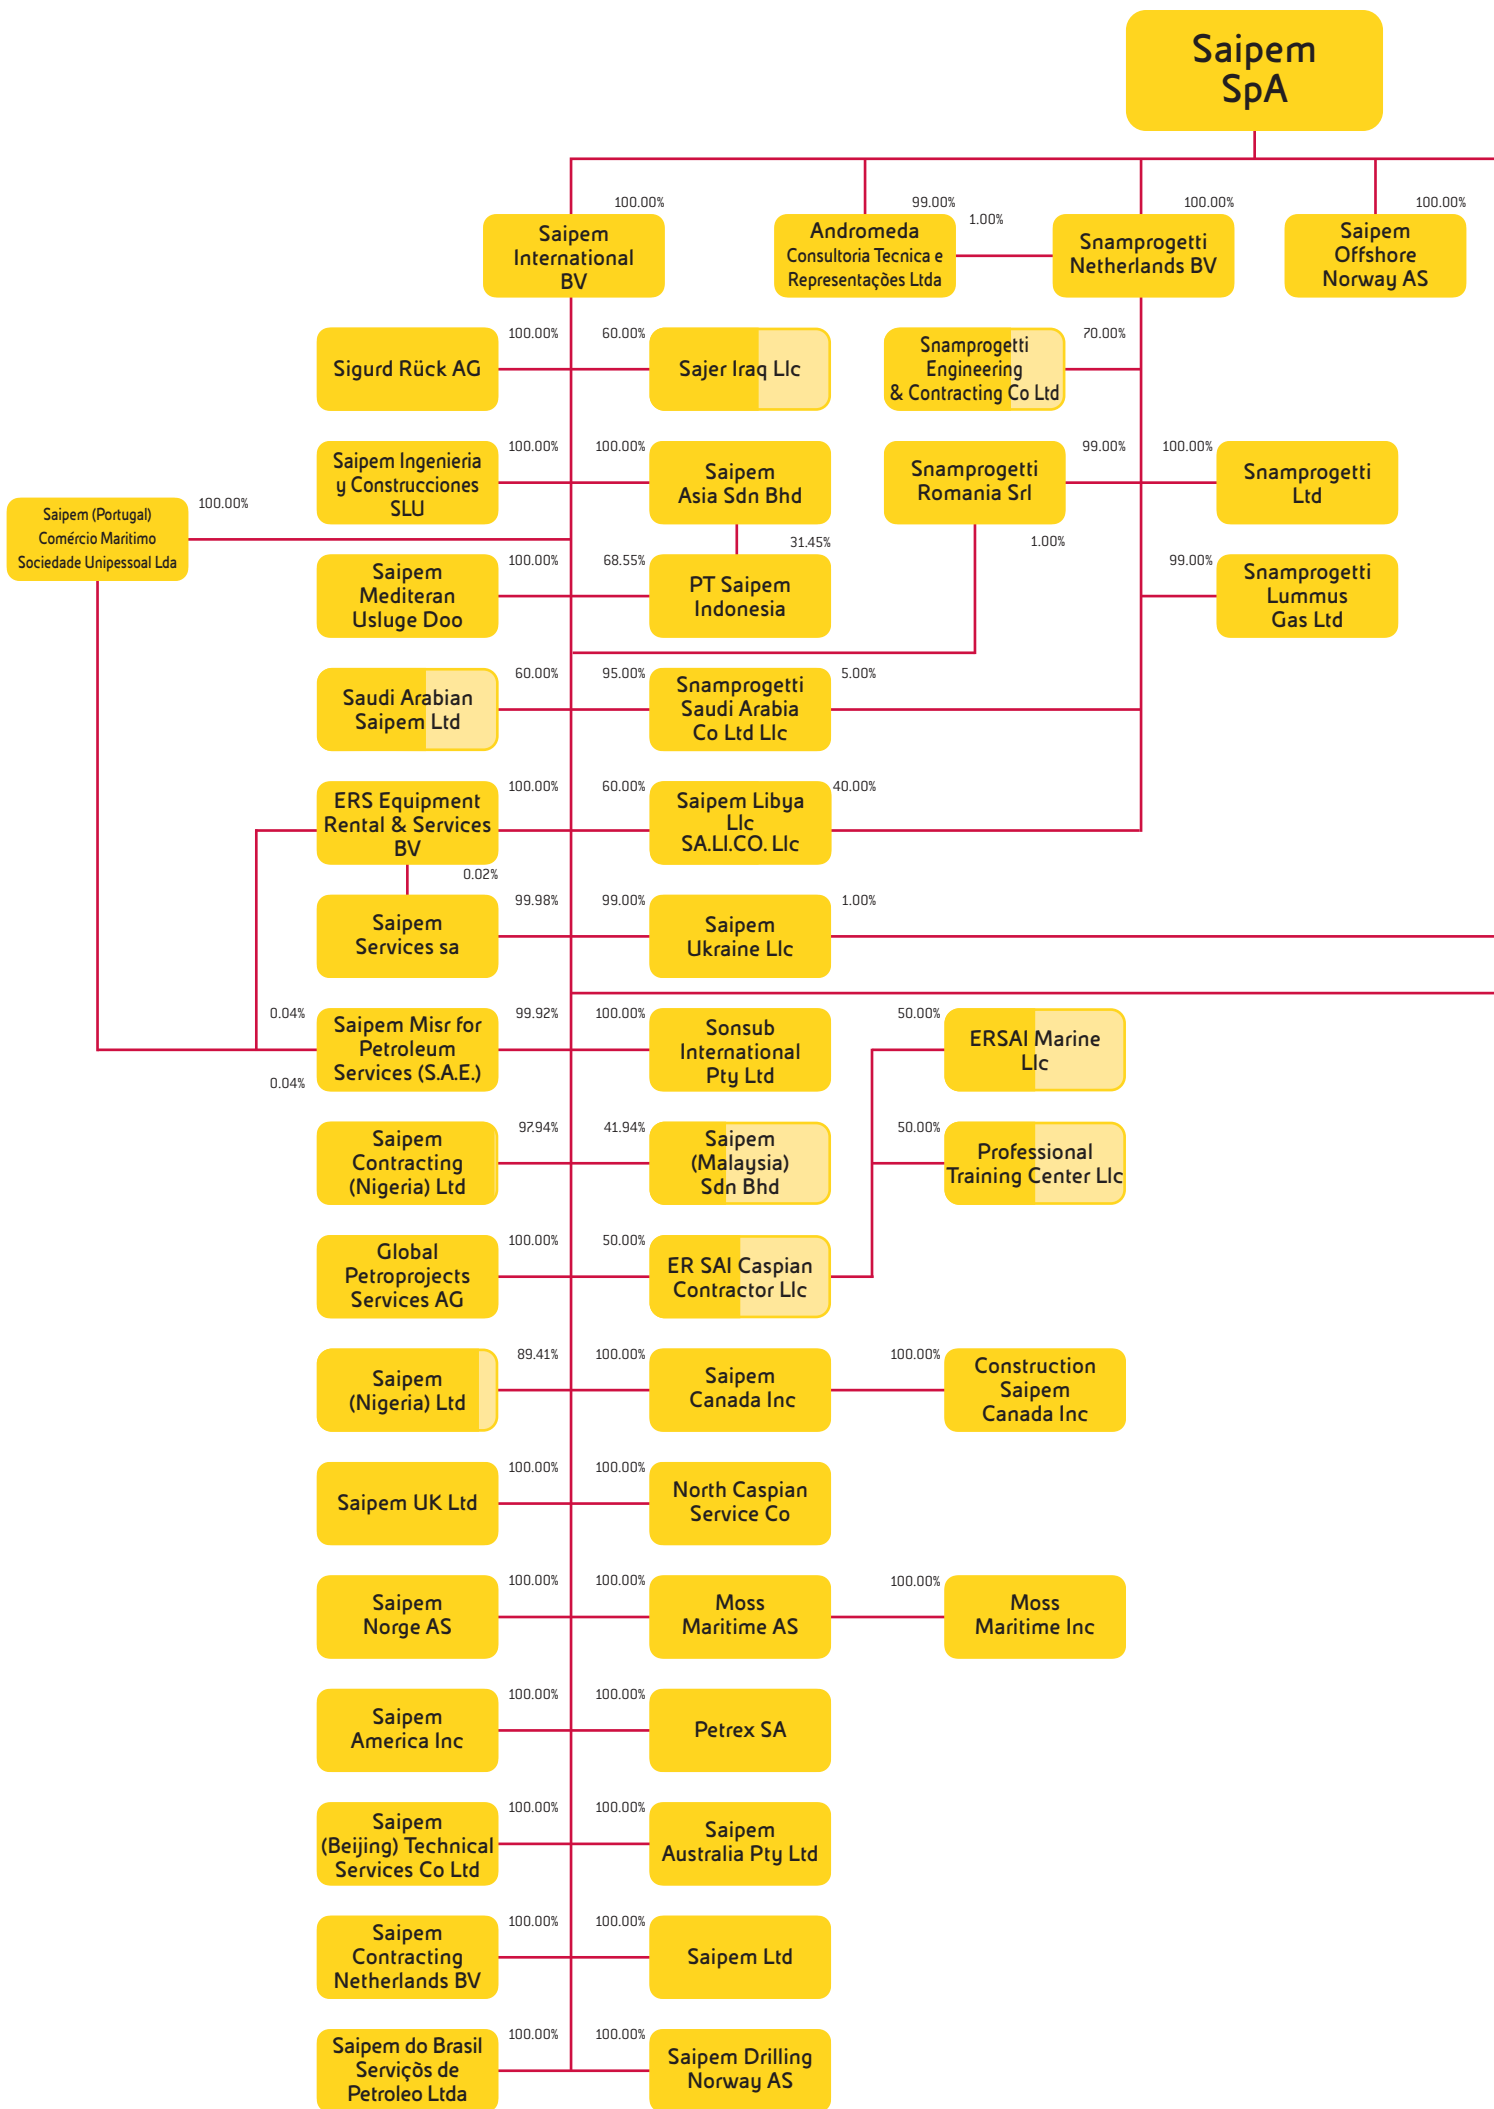 Saipem
SpA
100.00%
99.00%
1.00%
100.00%
100.00%
Saipem
International
BV
Andromeda
Consultoria Tecnica e
Representações Ltda
Snamprogetti
Netherlands BV
Saipem
Offshore
Norway AS
100.00%
60.00%
70.00%
Sigurd Rück AG
Sajer Iraq Llc
Snamprogetti
Engineering
& Contracting Co Ltd
100.00%
100.00%
99.00%
100.00%
Saipem Ingenieria
y Construcciones
SLU
Saipem
Asia Sdn Bhd
Snamprogetti
Romania Srl
Snamprogetti
Ltd
Saipem (Portugal)
Comércio Maritimo
Sociedade Unipessoal Lda
100.00%
31.45%
1.00%
100.00%
68.55%
99.00%
Saipem
Mediteran
Usluge Doo
PT Saipem
Indonesia
Snamprogetti
Lummus
Gas Ltd
60.00%
95.00%
5.00%
Saudi Arabian
Saipem Ltd
Snamprogetti
Saudi Arabia
Co Ltd Llc
100.00%
60.00%
40.00%
ERS Equipment
Rental & Services
BV
Saipem Libya
Llc
SA.LI.CO. Llc
0.02%
99.98%
99.00%
1.00%
Saipem
Services sa
Saipem
Ukraine Llc
0.04%
99.92%
100.00%
50.00%
Saipem Misr for
Petroleum
Services (S.A.E.)
Sonsub
International
Pty Ltd
ERSAI Marine
Llc
0.04%
97.94%
41.94%
50.00%
Saipem
Contracting
(Nigeria) Ltd
Saipem
(Malaysia)
Sdn Bhd
Professional
Training Center Llc
100.00%
50.00%
Global
Petroprojects
Services AG
ER SAI Caspian
Contractor Llc
89.41%
100.00%
100.00%
Saipem
(Nigeria) Ltd
Saipem
Canada Inc
Construction
Saipem
Canada Inc
100.00%
100.00%
Saipem UK Ltd
North Caspian
Service Co
100.00%
100.00%
100.00%
Saipem
Norge AS
Moss
Maritime AS
Moss
Maritime Inc
100.00%
100.00%
Saipem
America Inc
Petrex SA
100.00%
100.00%
Saipem
(Beijing) Technical
Services Co Ltd
Saipem
Australia Pty Ltd
100.00%
100.00%
Saipem
Contracting
Netherlands BV
Saipem Ltd
100.00%
100.00%
Saipem do Brasil
Serviçòs de
Petroleo Ltda
Saipem Drilling
Norway AS